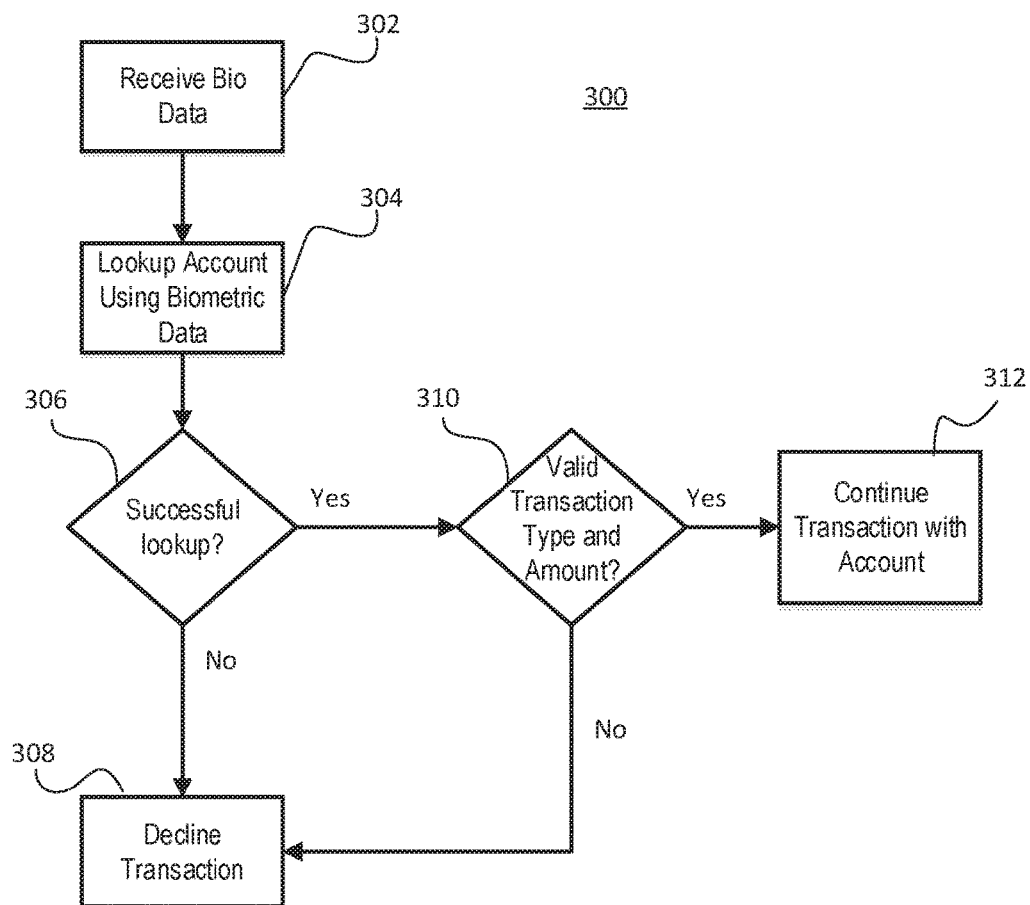 302
Receive Bio
Data
300
304
Lookup Account
Using Biometric
Data
306
Successful
lookup?
Yes
310
Valid
Transaction
Type and
Amount?
Yes
312
Continue
Transaction with
Account
No
No
308
Decline
Transaction